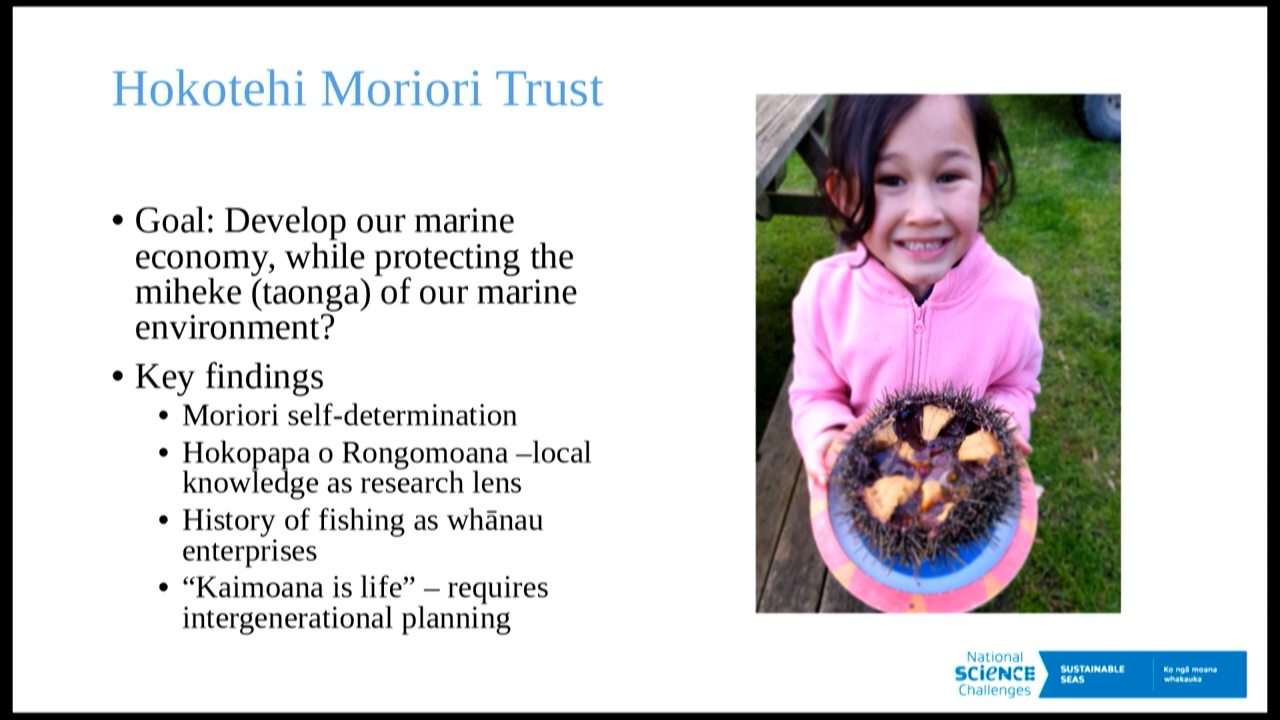 Hokotehi Moriori Trust
• Goal: Develop our marine
economy, while protecting the
miheke (taonga) of our marine
environment?
• Key findings
• Moriori self-determination
• Hokopapa o Rongomoana –local
knowledge as research lens
• History of fishing as whānau
enterprises
• “Kaimoana is life” – requires
intergenerational planning
National
SCiENCE
Challenges
SUSTAINABLE
SEAS
Ko ngā moana
whakauka